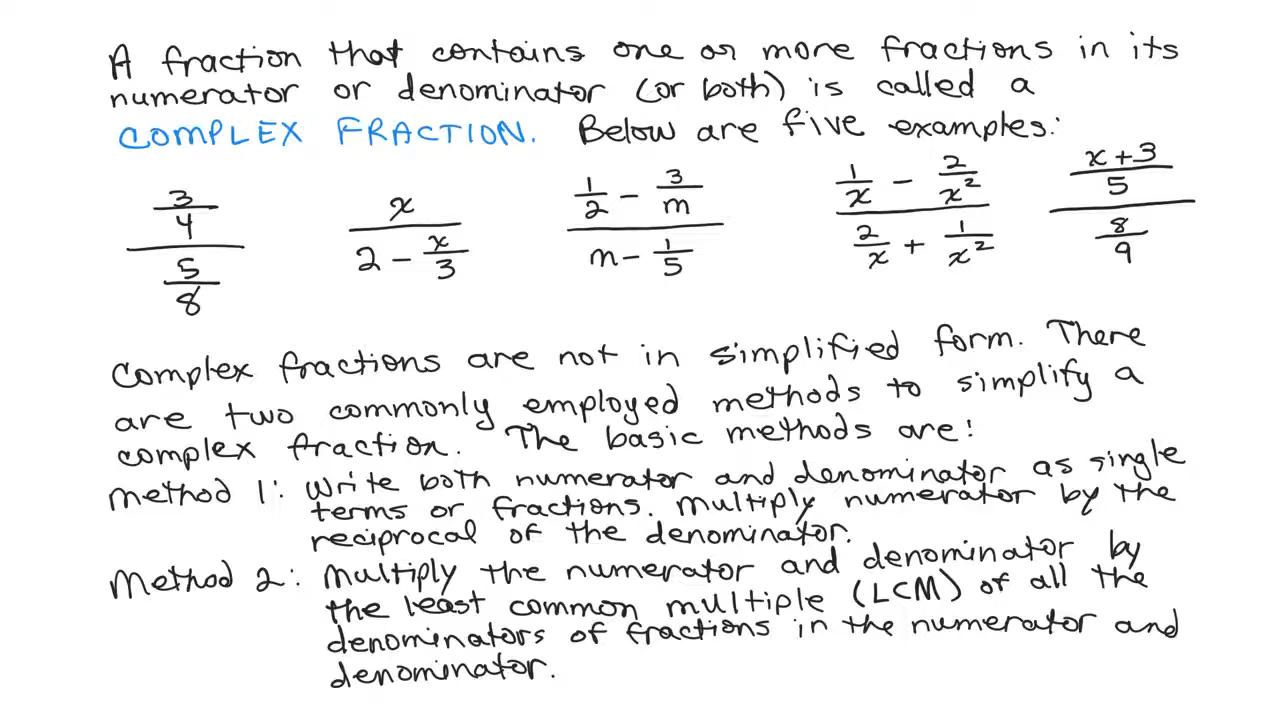 A fraction that contains one or more fractions in its
numerator or denominator (or both) is called a
COMPLEX FRACTION. Below are five examples:
(3/4)/(5/8)   x/(2 - x/3)   (1/2 - 3/m)/(m - 1/5)   (1/x - 2/x²)/(2/x + 1/x²)   ((x+3)/5)/(8/9)
Complex fractions are not in simplified form. There
are two commonly employed methods to simplify a
complex fraction. The basic methods are:
Method 1: Write both numerator and denominator as single
terms or fractions. Multiply numerator by the
reciprocal of the denominator.
Method 2: Multiply the numerator and denominator by
the least common multiple (LCM) of all the
denominators of fractions in the numerator and
denominator.